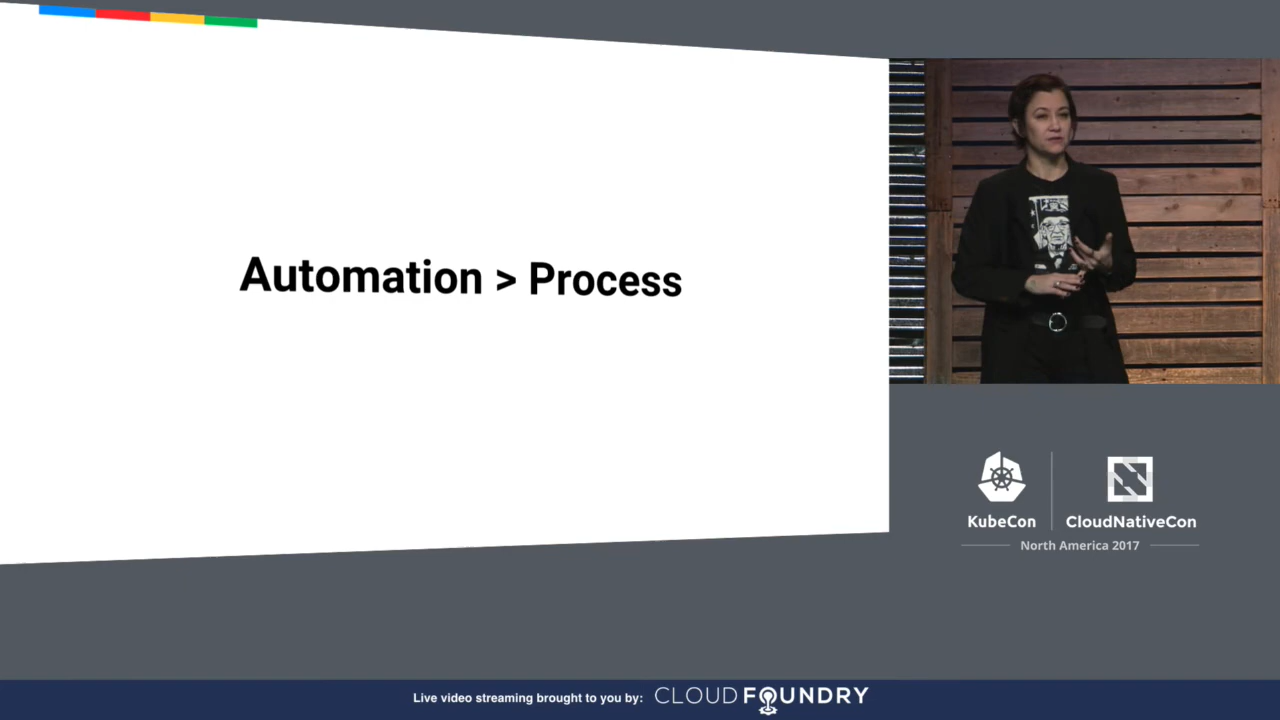 Automation > Process
KubeCon
CloudNativeCon
North America 2017
Live video streaming brought to you by: CLOUD FOUNDRY